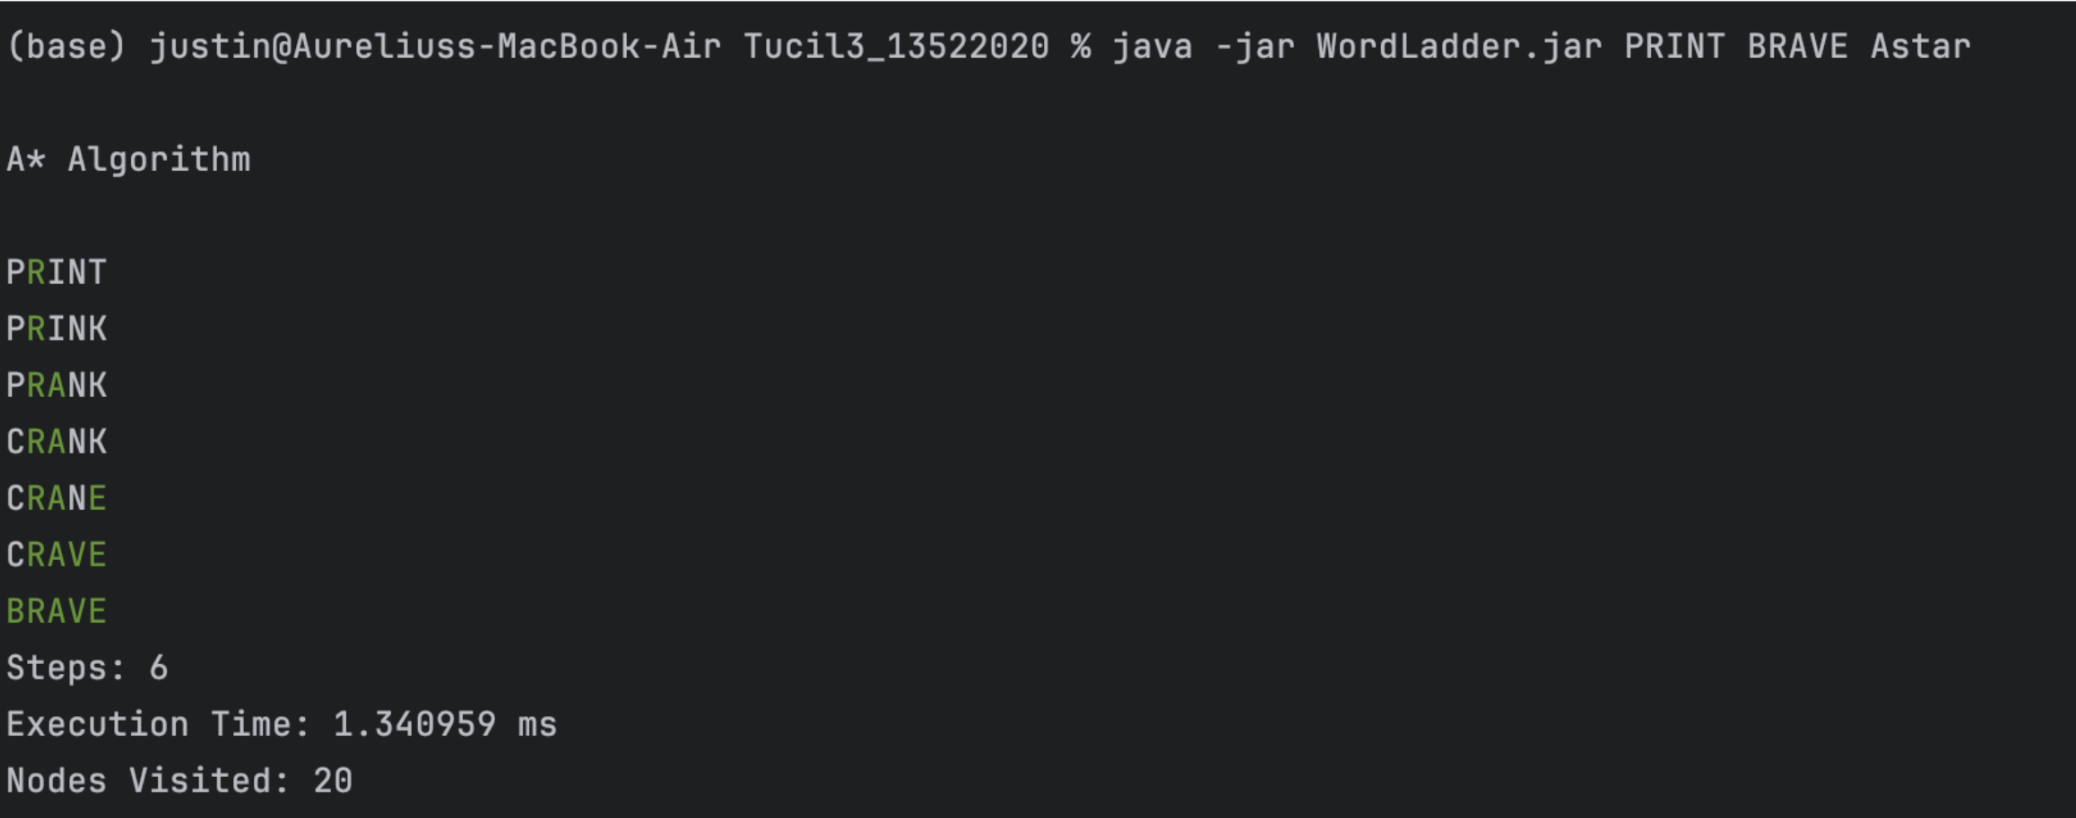 (base) justin@Aureliuss-MacBook-Air Tucil3_13522020 % java -jar WordLadder.jar PRINT BRAVE Astar
A* Algorithm
PRINT
PRINK
PRANK
CRANK
CRANE
CRAVE
BRAVE
Steps: 6
Execution Time: 1.340959 ms
Nodes Visited: 20